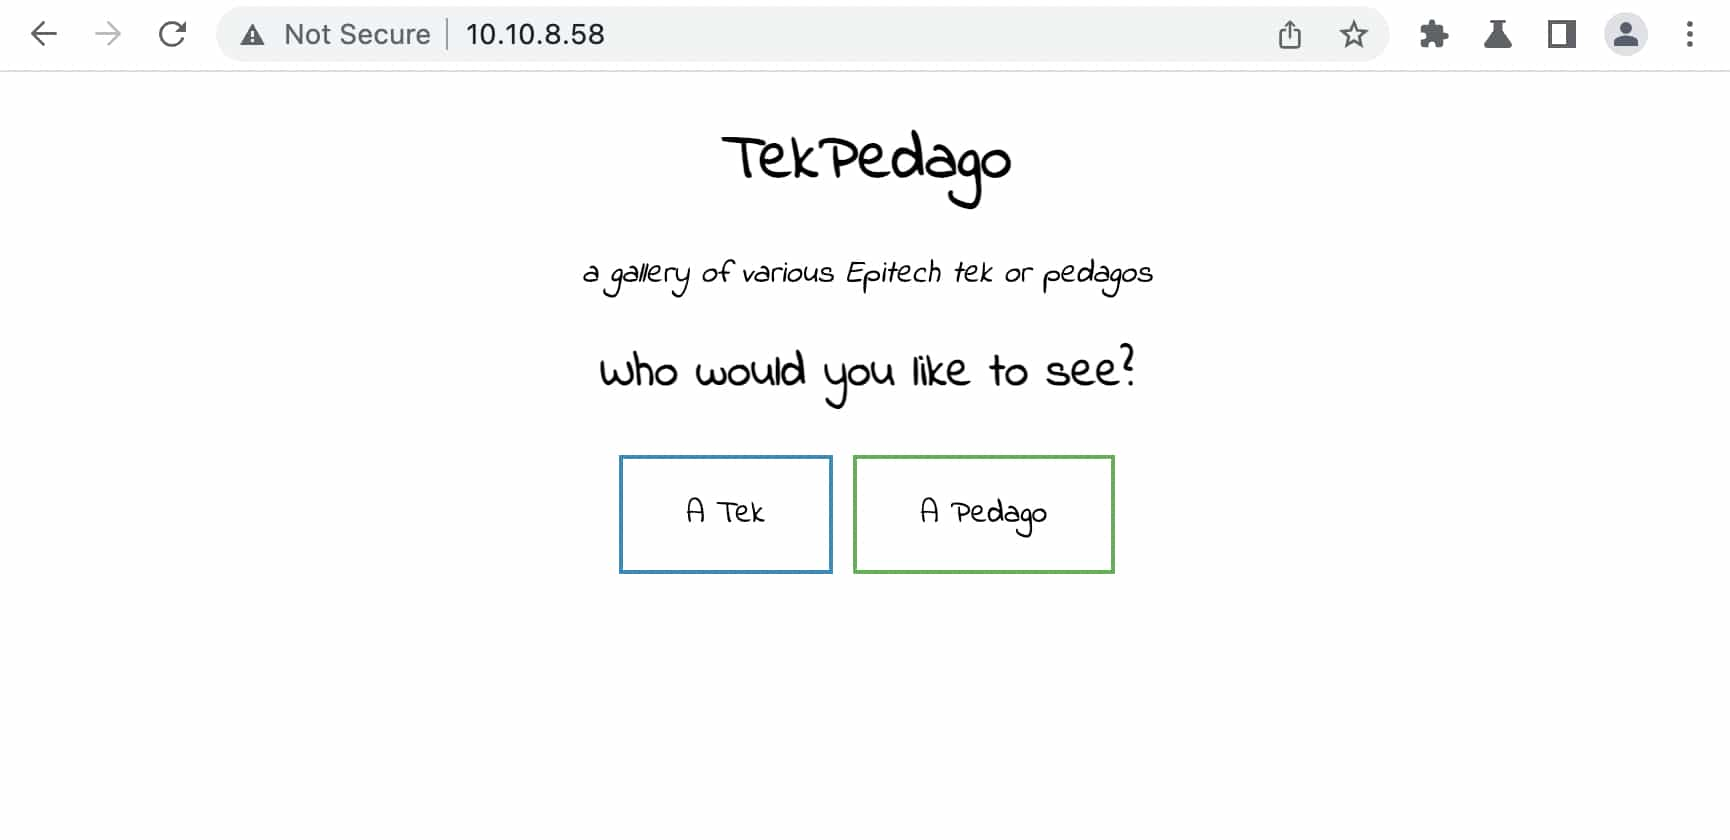 Not Secure 10.10.8.58
TekPedago
a gallery of various Epitech tek or pedagos
who would you like to see?
A Tek
A Pedago